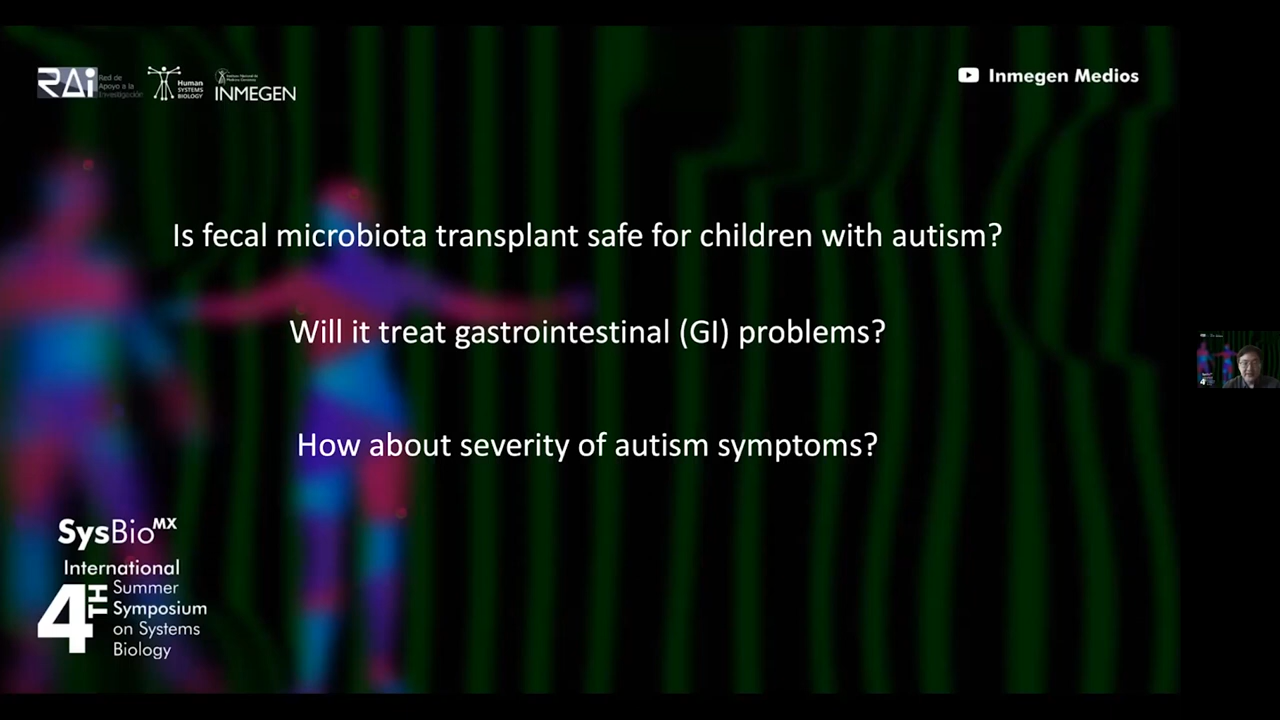 RAi
Red de
Apoyo a la
Investigación
Human
SYSTEMS
BIOLOGY
INMEGEN
Inmegen Medios
Is fecal microbiota transplant safe for children with autism?
Will it treat gastrointestinal (GI) problems?
How about severity of autism symptoms?
SysBioMX
International
4TH
Summer
Symposium
on Systems
Biology